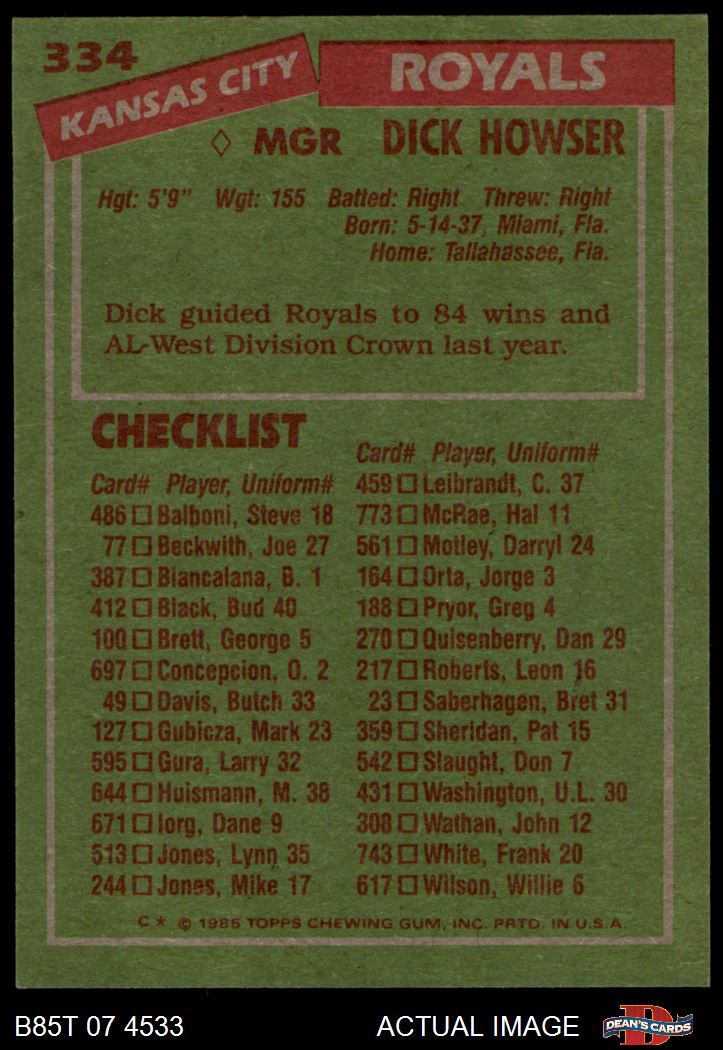 334
KANSAS CITY
ROYALS
◊ MGR DICK HOWSER
Hgt: 5'9" Wgt: 155 Batted: Right Threw: Right
Born: 5-14-37, Miami, Fla.
Home: Tallahassee, Fla.
Dick guided Royals to 84 wins and
AL-West Division Crown last year.
CHECKLIST
Card# Player, Uniform#
486 □ Balboni, Steve 18
77 □ Beckwith, Joe 27
387 □ Biancalana, B. 1
412 □ Black, Bud 40
100 □ Brett, George 5
697 □ Concepcion, O. 2
49 □ Davis, Butch 33
127 □ Gubicza, Mark 23
595 □ Gura, Larry 32
644 □ Huismann, M. 38
671 □ Iorg, Dane 9
513 □ Jones, Lynn 35
244 □ Jones, Mike 17
Card# Player, Uniform#
459 □ Leibrandt, C. 37
773 □ McRae, Hal 11
561 □ Motley, Darryl 24
164 □ Orta, Jorge 3
188 □ Pryor, Greg 4
270 □ Quisenberry, Dan 29
217 □ Roberts, Leon 16
23 □ Saberhagen, Bret 31
359 □ Sheridan, Pat 15
542 □ Slaught, Don 7
431 □ Washington, U.L. 30
308 □ Wathan, John 12
743 □ White, Frank 20
617 □ Wilson, Willie 6
C * © 1985 TOPPS CHEWING GUM, INC. PRTD. IN U.S.A.
B85T 07 4533
ACTUAL IMAGE
D
DEAN'S CARDS